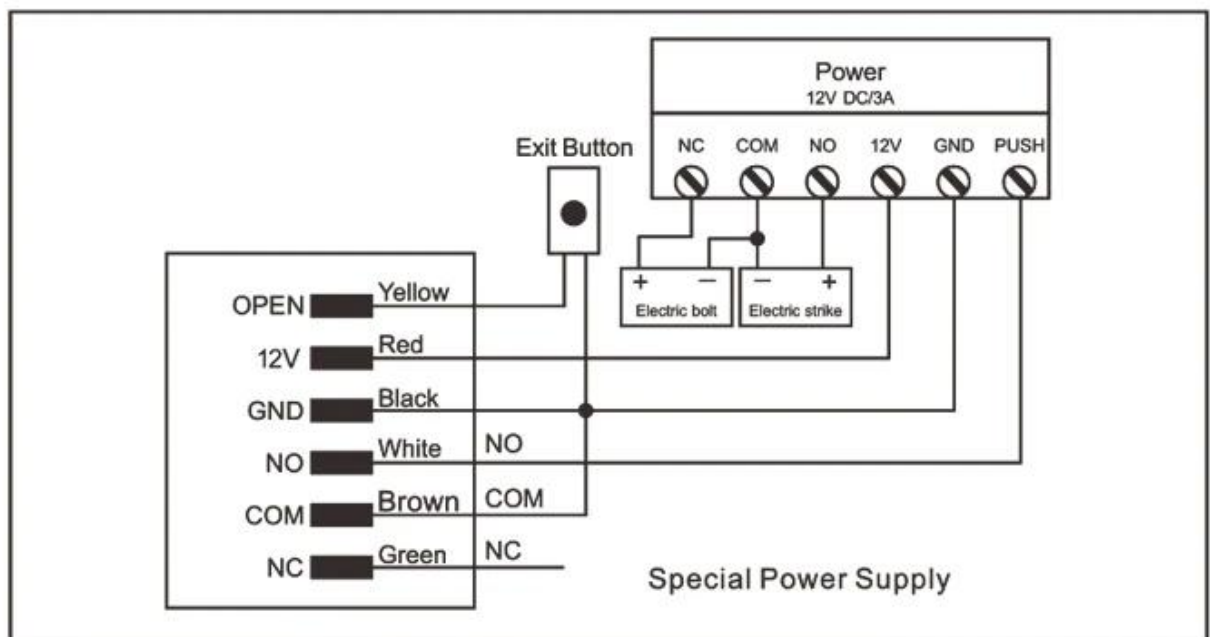 Power
12V DC/3A
NC COM NO 12V GND PUSH
Exit Button
+ — — +
Electric bolt Electric strike
OPEN Yellow
12V Red
GND Black
NO White NO
COM Brown COM
NC Green NC
Special Power Supply